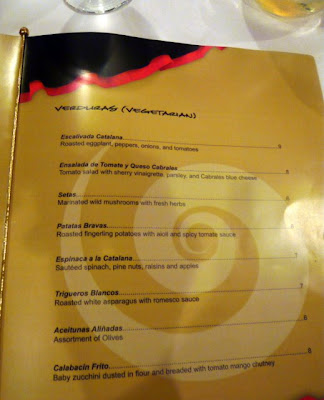 VERDURAS (VEGETARIAN)
Escalivada Catalana 5
Roasted eggplant, peppers, onions, and tomatoes
Ensalada de Tomate y Queso Cabrales
Tomato salad with sherry vinaigrette, parsley, and Cabrales blue cheese
Setas
Marinated wild mushrooms with fresh herbs
Patatas Bravas
Roasted fingerling potatoes with aioli and spicy tomato sauce
Espinaca a la Catalana
Sautéed spinach, pine nuts, raisins and apples
Trigueros Blancos
Roasted white asparagus with romesco sauce
Aceitunas Aliñadas
Assortment of Olives
Calabacin Frito
Baby zucchini dusted in flour and breaded with tomato mango chutney